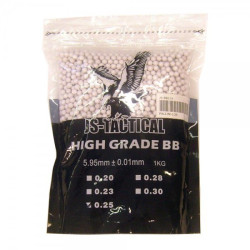 JS-TACTICAL
HIGH GRADE BB
5.95mm ± 0.01mm 1KG
0.20 0.28
0.23 0.30
0.25